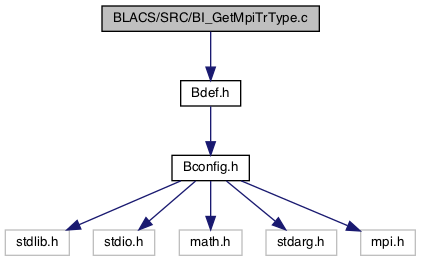 BLACS/SRC/BI_GetMpiTrType.c
Bdef.h
Bconfig.h
stdlib.h
stdio.h
math.h
stdarg.h
mpi.h